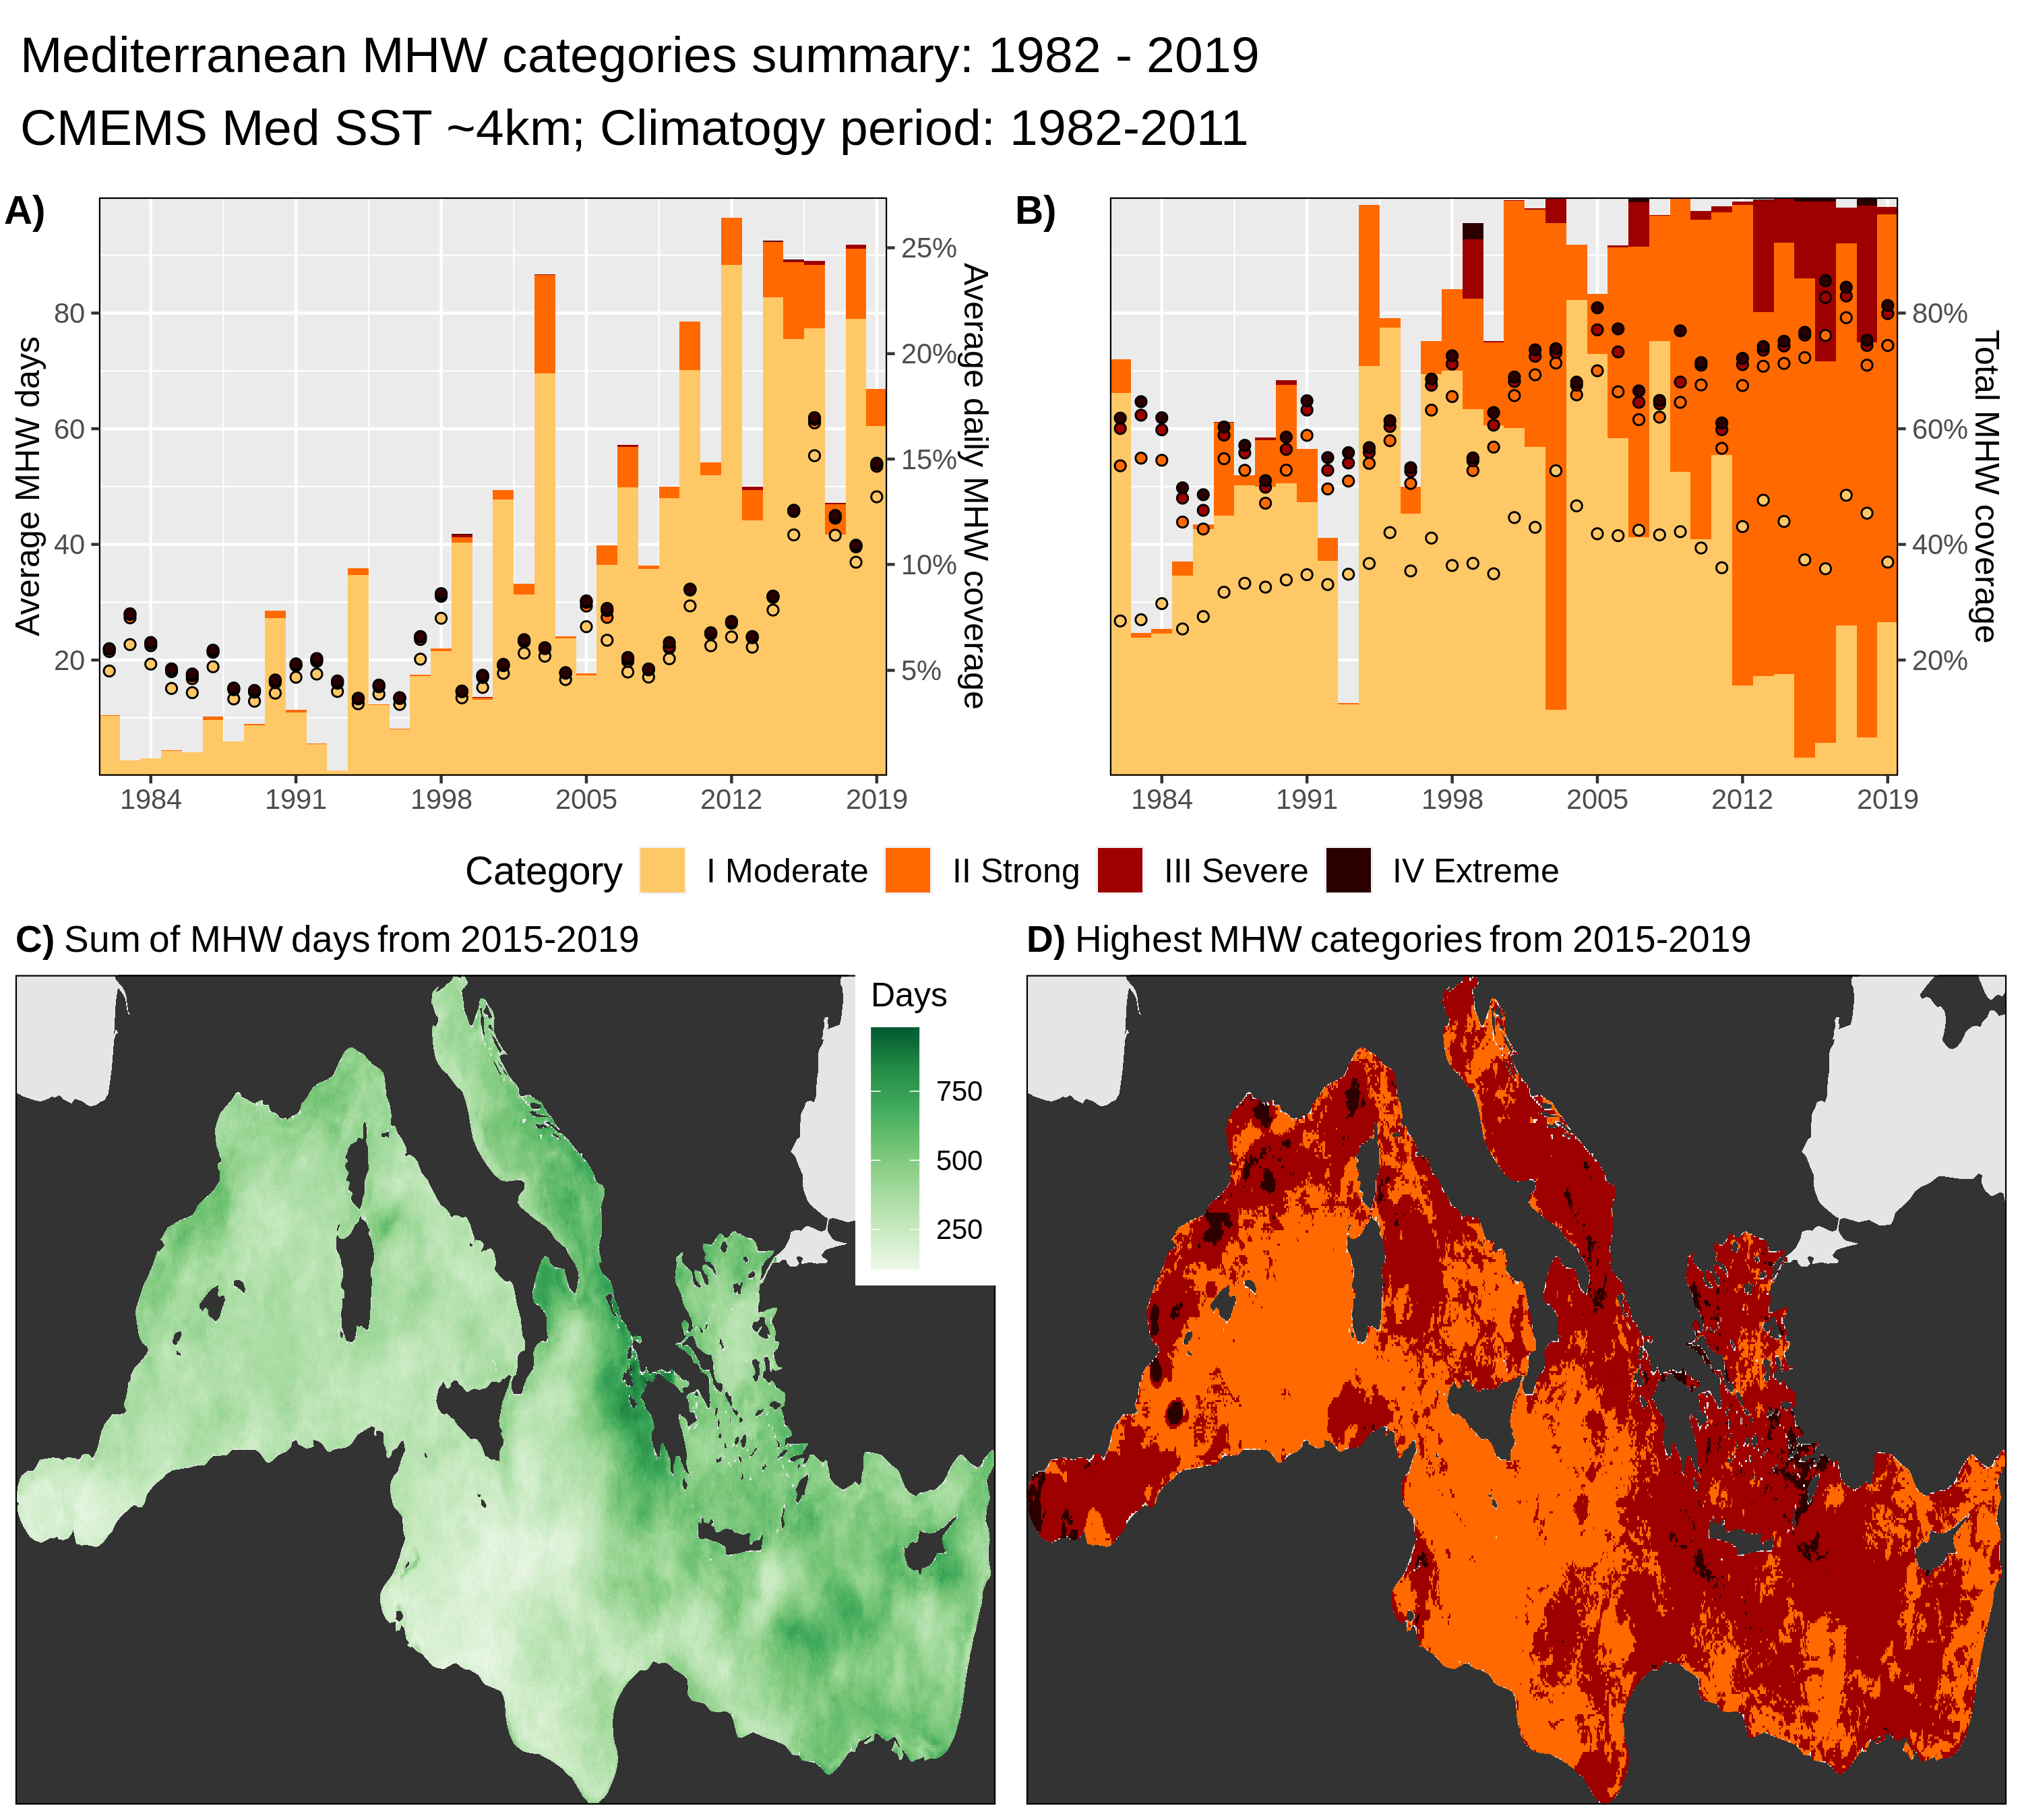 Mediterranean MHW categories summary: 1982 - 2019
CMEMS Med SST ~4km; Climatogy period: 1982-2011
A)
Average MHW days
80
60
40
20
25%
20%
15%
10%
5%
Average daily MHW coverage
1984 1991 1998 2005 2012 2019
B)
80%
60%
40%
20%
Total MHW coverage
1984 1991 1998 2005 2012 2019
Category I Moderate II Strong III Severe IV Extreme
C) Sum of MHW days from 2015-2019
Days
750
500
250
D) Highest MHW categories from 2015-2019